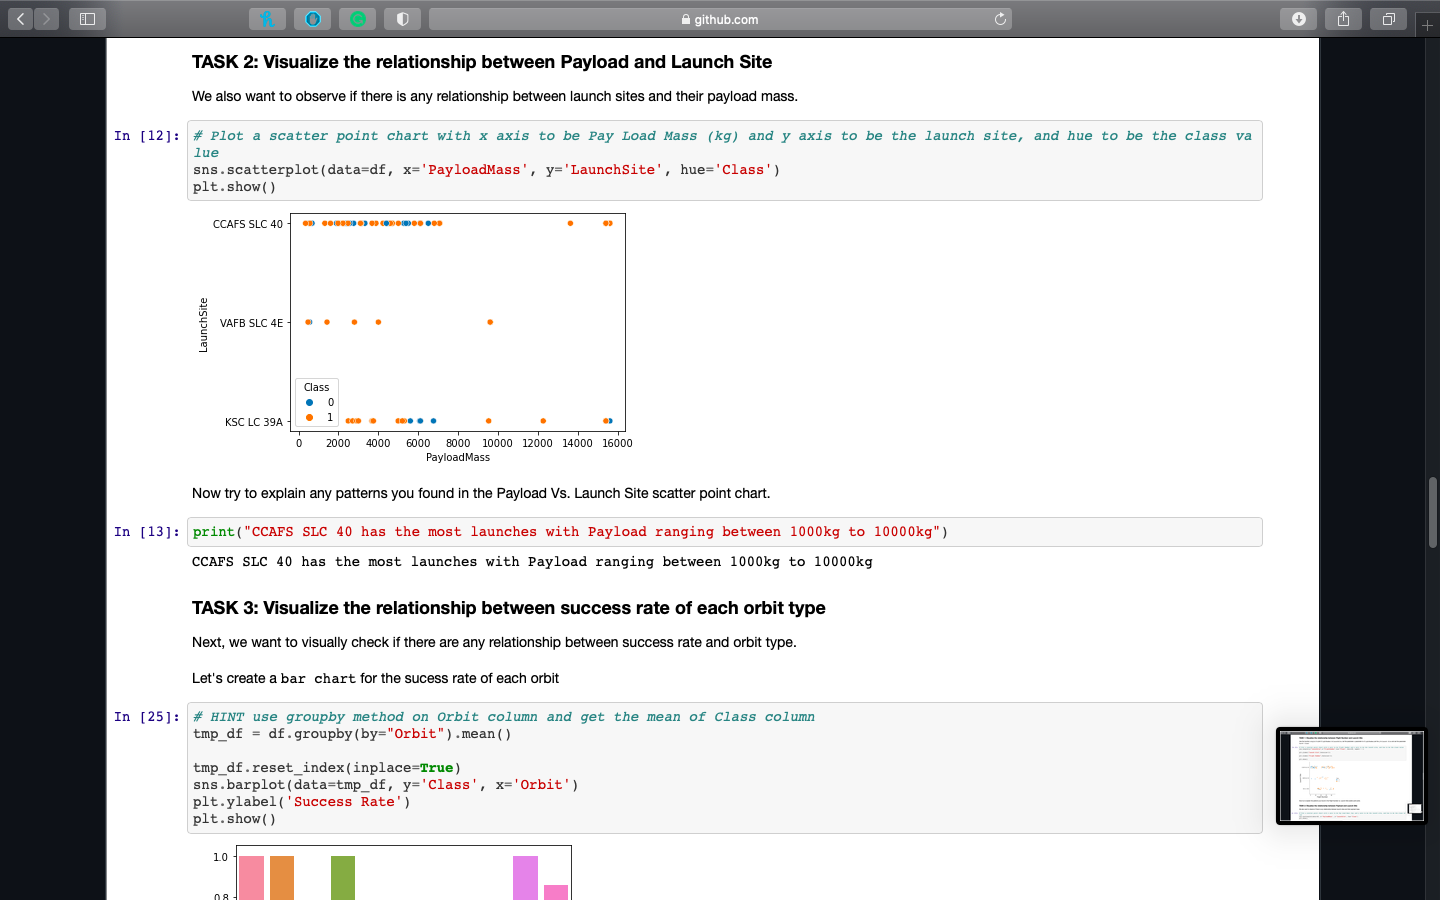 github.com
TASK 2: Visualize the relationship between Payload and Launch Site
We also want to observe if there is any relationship between launch sites and their payload mass.
In [12]:
# Plot a scatter point chart with x axis to be Pay Load Mass (kg) and y axis to be the launch site, and hue to be the class va
lue
sns.scatterplot(data=df, x='PayloadMass', y='LaunchSite', hue='Class')
plt.show()
CCAFS SLC 40
VAFB SLC 4E
KSC LC 39A
LaunchSite
Class
0
1
0 2000 4000 6000 8000 10000 12000 14000 16000
PayloadMass
Now try to explain any patterns you found in the Payload Vs. Launch Site scatter point chart.
In [13]: print("CCAFS SLC 40 has the most launches with Payload ranging between 1000kg to 10000kg")
CCAFS SLC 40 has the most launches with Payload ranging between 1000kg to 10000kg
TASK 3: Visualize the relationship between success rate of each orbit type
Next, we want to visually check if there are any relationship between success rate and orbit type.
Let's create a bar chart for the sucess rate of each orbit
In [25]: # HINT use groupby method on Orbit column and get the mean of Class column
tmp_df = df.groupby(by="Orbit").mean()
tmp_df.reset_index(inplace=True)
sns.barplot(data=tmp_df, y='Class', x='Orbit')
plt.ylabel('Success Rate')
plt.show()
1.0
0.8